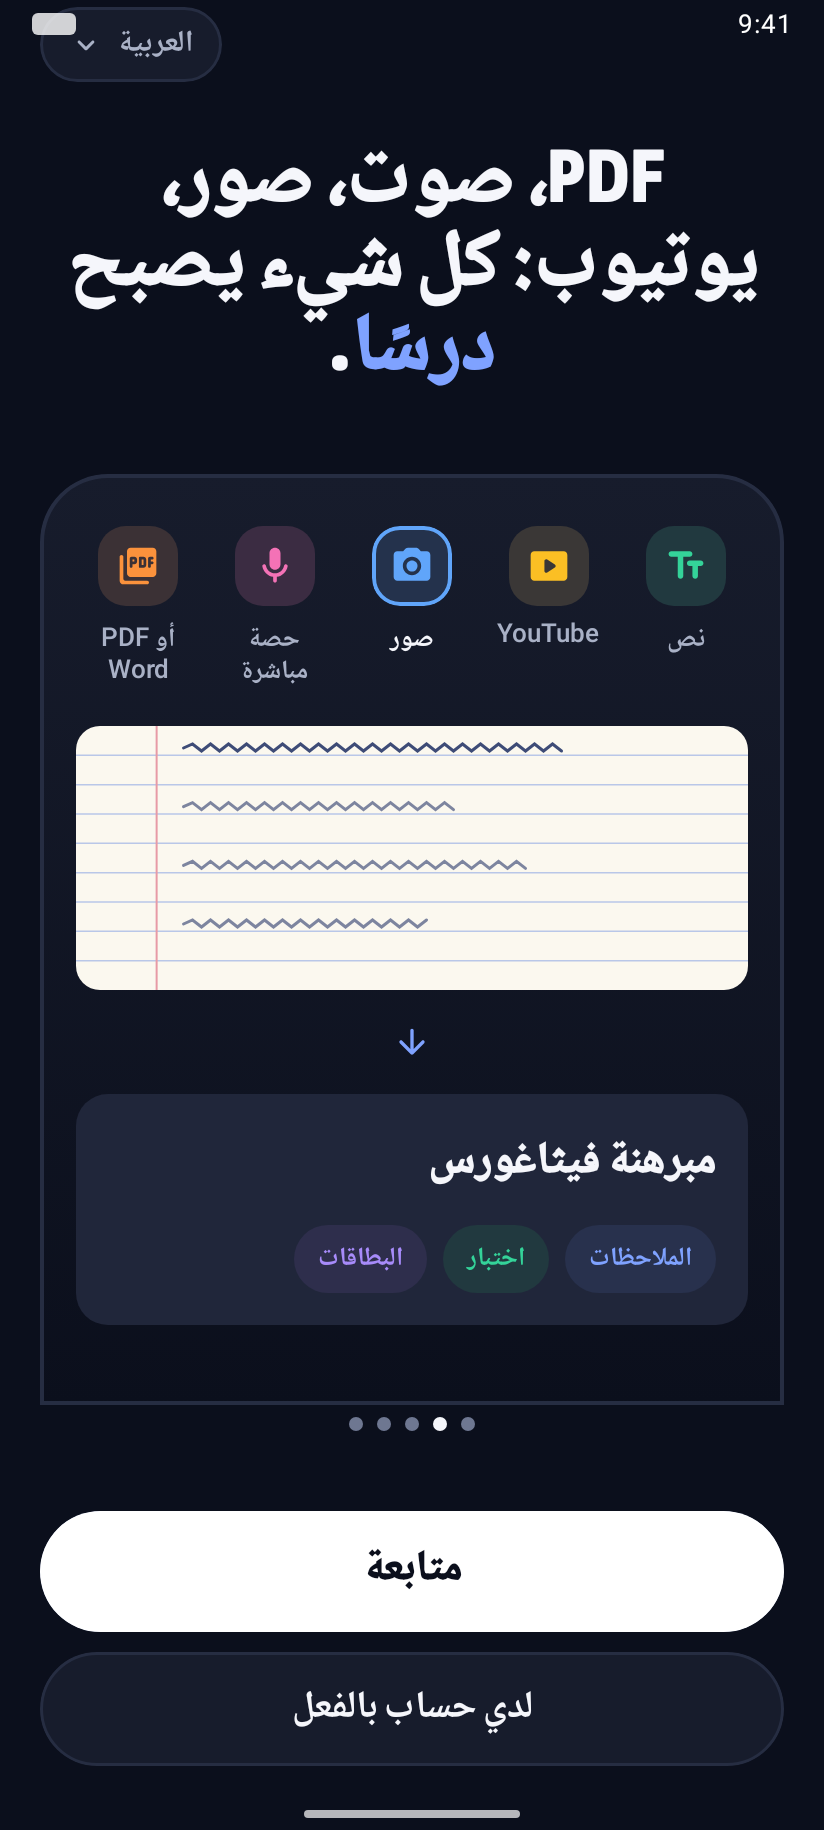 9:41
العربية
PDF، صوت، صور،
يوتيوب: كل شيء يصبح
درسًا.
نص
YouTube
صور
حصة
مباشرة
PDF أو
Word
PDF
مبرهنة فيثاغورس
الملاحظات
اختبار
البطاقات
متابعة
لدي حساب بالفعل